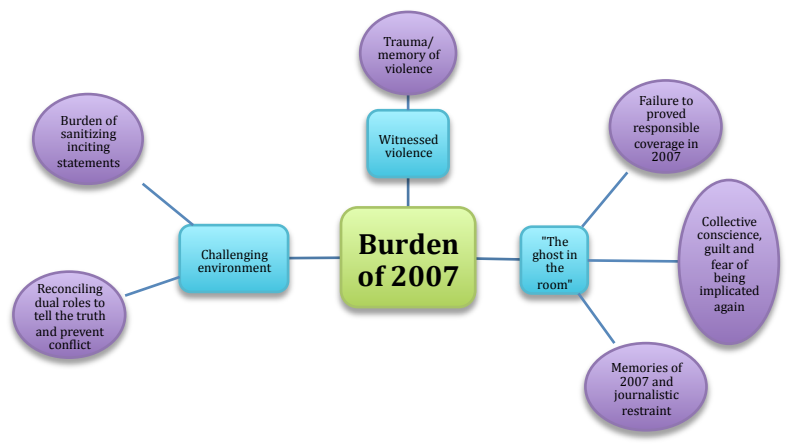 Trauma/
memory of
violence
Witnessed
violence
Burden of
sanitizing
inciting
statements
Challenging
environment
Reconciling
dual roles to
tell the truth
and prevent
conflict
Burden
of 2007
"The
ghost in
the
room"
Failure to
proved
responsible
coverage in
2007
Collective
conscience,
guilt and
fear of
being
implicated
again
Memories of
2007 and
journalistic
restraint